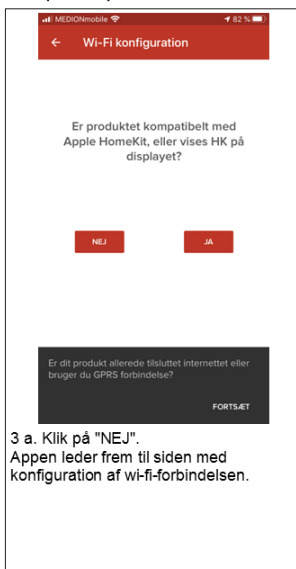 MEDIONmobile 82 %
← Wi-Fi konfiguration
Er produktet kompatibelt med
Apple HomeKit, eller vises HK på
displayet?
NEJ JA
Er dit produkt allerede tilsluttet internettet eller
bruger du GPRS forbindelse?
FORTSÆT
3 a. Klik på "NEJ".
Appen leder frem til siden med
konfiguration af wi-fi-forbindelsen.